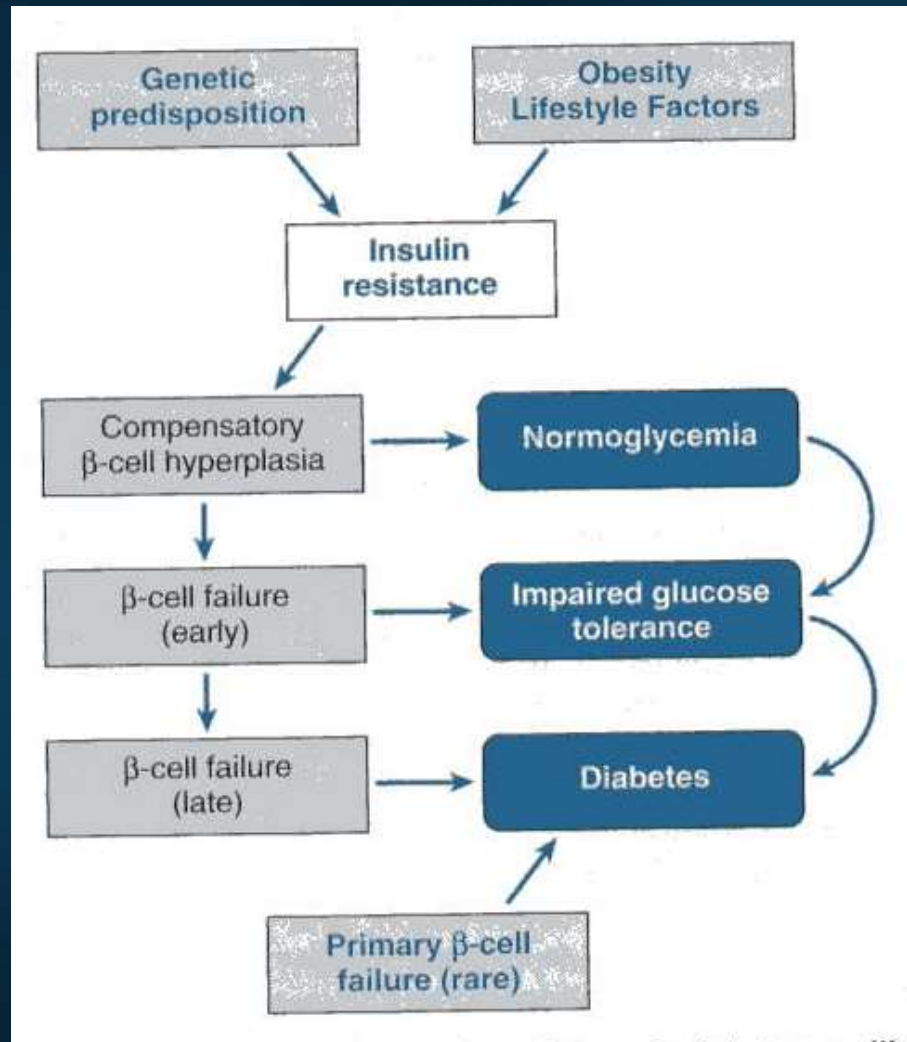 Genetic
predisposition
Obesity
Lifestyle Factors
Insulin
resistance
Compensatory
β-cell hyperplasia
Normoglycemia
β-cell failure
(early)
Impaired glucose
tolerance
β-cell failure
(late)
Diabetes
Primary β-cell
failure (rare)